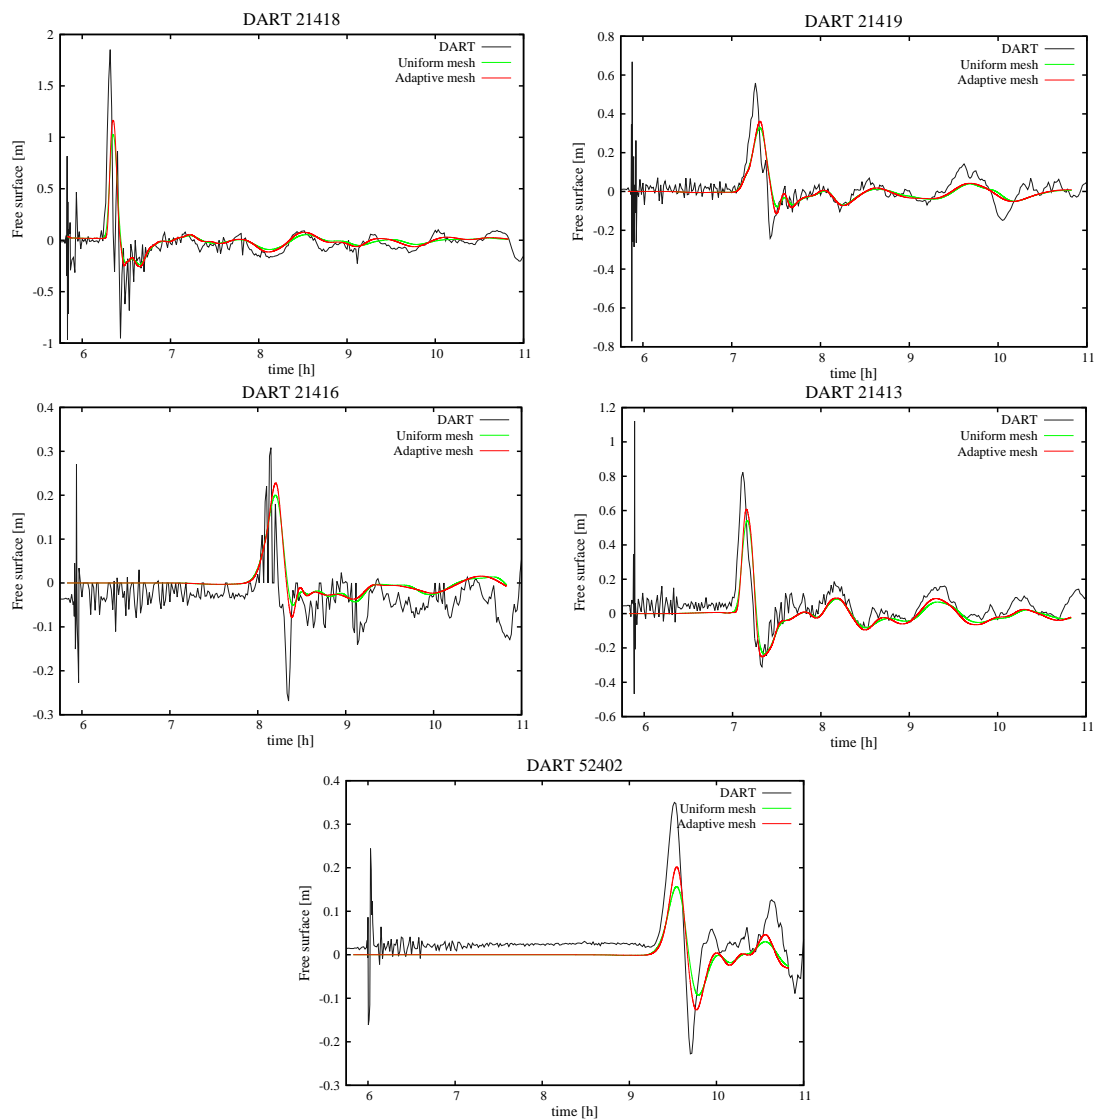 DART 21418
2
1.5
1
0.5
0
-0.5
-1
6 7 8 9 10 11
Free surface [m]
time [h]
DART
Uniform mesh
Adaptive mesh
DART 21419
0.8
0.6
0.4
0.2
0
-0.2
-0.4
-0.6
-0.8
6 7 8 9 10 11
Free surface [m]
time [h]
DART
Uniform mesh
Adaptive mesh
DART 21416
0.4
0.3
0.2
0.1
0
-0.1
-0.2
-0.3
6 7 8 9 10 11
Free surface [m]
time [h]
DART
Uniform mesh
Adaptive mesh
DART 21413
1.2
1
0.8
0.6
0.4
0.2
0
-0.2
-0.4
-0.6
6 7 8 9 10 11
Free surface [m]
time [h]
DART
Uniform mesh
Adaptive mesh
DART 52402
0.4
0.3
0.2
0.1
0
-0.1
-0.2
-0.3
6 7 8 9 10 11
Free surface [m]
time [h]
DART
Uniform mesh
Adaptive mesh